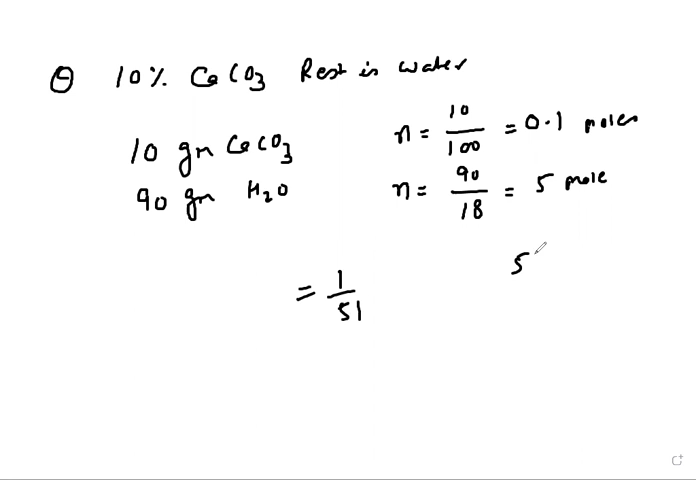 Θ 10% CaCO3 Rest is water
10 gm CaCO3 n = 10/100 = 0.1 moles
90 gm H2O n = 90/18 = 5 mole
= 1/51 5